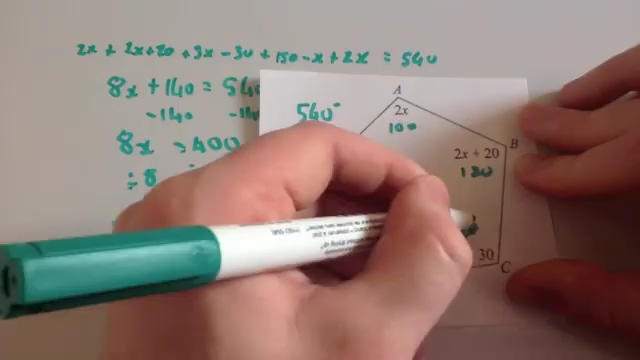 2x + 2x+20 +3x -30 +150 -x +2x = 540
8x + 140 = 540
-140 -140
8x = 400
÷8
540°
A
2x
100
B
2x + 20
120
30
C